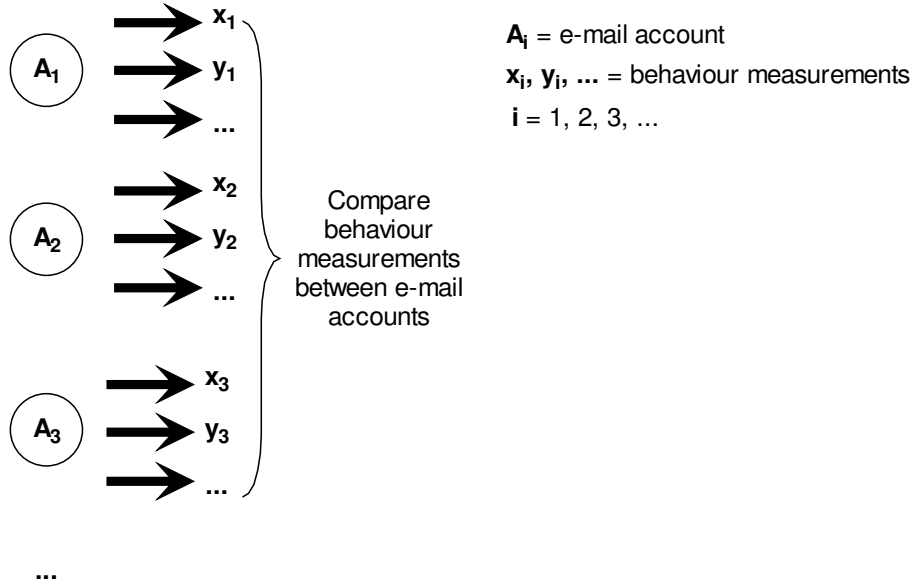 A₁
x₁
y₁
...
A₂
x₂
y₂
...
A₃
x₃
y₃
...
...
Compare
behaviour
measurements
between e-mail
accounts
Aᵢ = e-mail account
xᵢ, yᵢ, ... = behaviour measurements
i = 1, 2, 3, ...